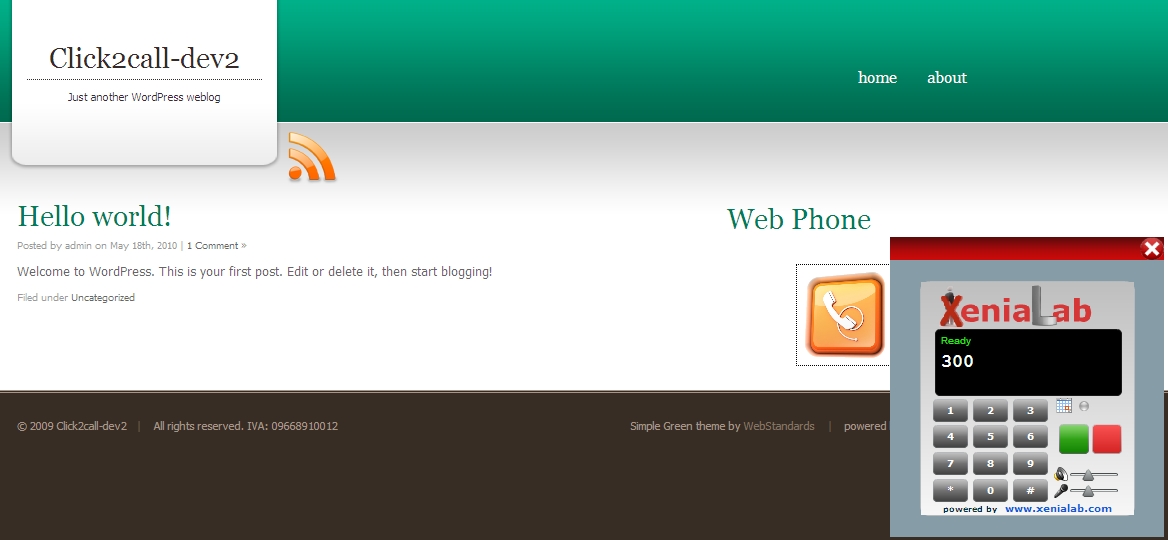 Click2call-dev2
Just another WordPress weblog
home about
Hello world!
Posted by admin on May 18th, 2010 | 1 Comment »
Welcome to WordPress. This is your first post. Edit or delete it, then start blogging!
Filed under Uncategorized
Web Phone
XeniaLab
Ready
300
1 2 3
4 5 6
7 8 9
* 0 #
powered by www.xenialab.com
© 2009 Click2call-dev2 | All rights reserved. IVA: 09668910012
Simple Green theme by WebStandards | powered